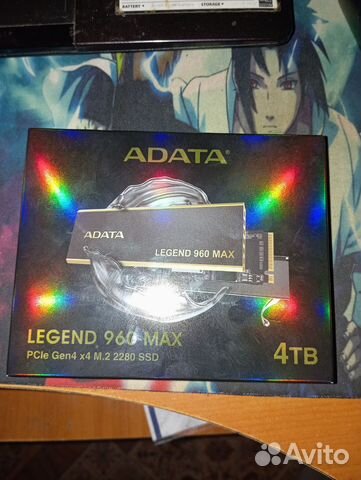 BATTERY STORAGE
ADATA®
ADATA
LEGEND 960 MAX
LEGEND 960 MAX
PCIe Gen4 x4 M.2 2280 SSD
4TB
Avito